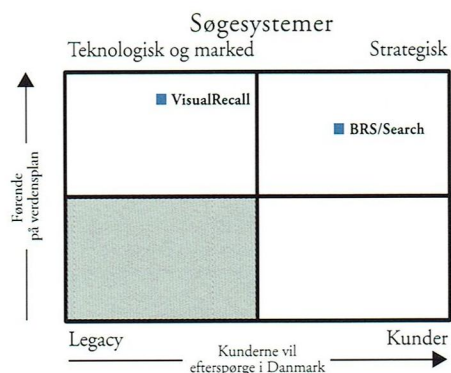 Søgesystemer
Teknologisk og marked
Strategisk
VisualRecall
BRS/Search
Førende
på verdensplan
Legacy
Kunder
Kunderne vil
efterspørge i Danmark